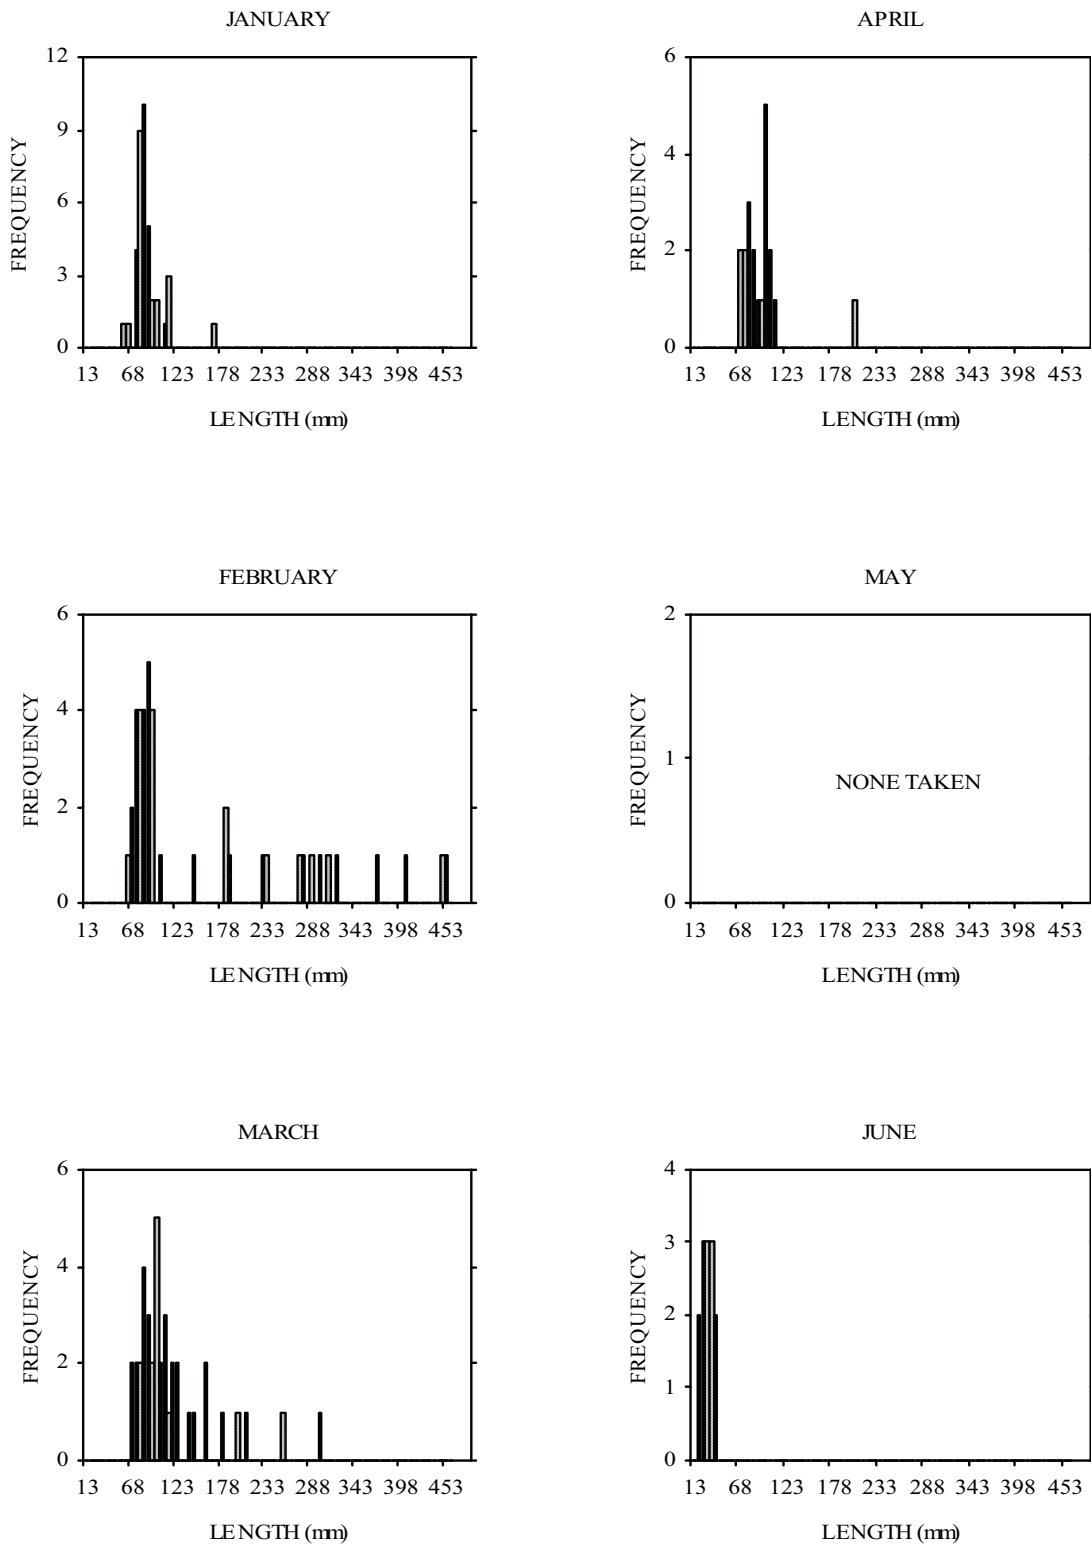 JANUARY
12
9
6
3
0
FREQUENCY
13 68 123 178 233 288 343 398 453
LENGTH (mm)
APRIL
6
4
2
0
FREQUENCY
13 68 123 178 233 288 343 398 453
LENGTH (mm)
FEBRUARY
6
4
2
0
FREQUENCY
13 68 123 178 233 288 343 398 453
LENGTH (mm)
MAY
2
1
0
FREQUENCY
NONE TAKEN
13 68 123 178 233 288 343 398 453
LENGTH (mm)
MARCH
6
4
2
0
FREQUENCY
13 68 123 178 233 288 343 398 453
LENGTH (mm)
JUNE
4
3
2
1
0
FREQUENCY
13 68 123 178 233 288 343 398 453
LENGTH (mm)